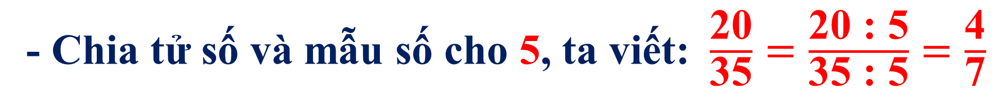 - Chia tử số và mẫu số cho 5, ta viết: 20/35 = 20 : 5/35 : 5 = 4/7